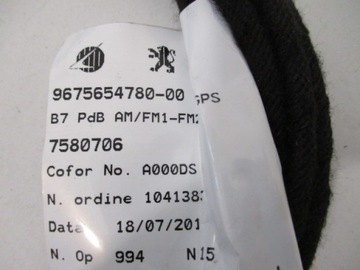 9675654780-00 GPS
B7 PdB AM/FM1-FM2
7580706
Cofor No. A000DS
N. ordine 1041383
Data 18/07/201
N. Op 994 N15